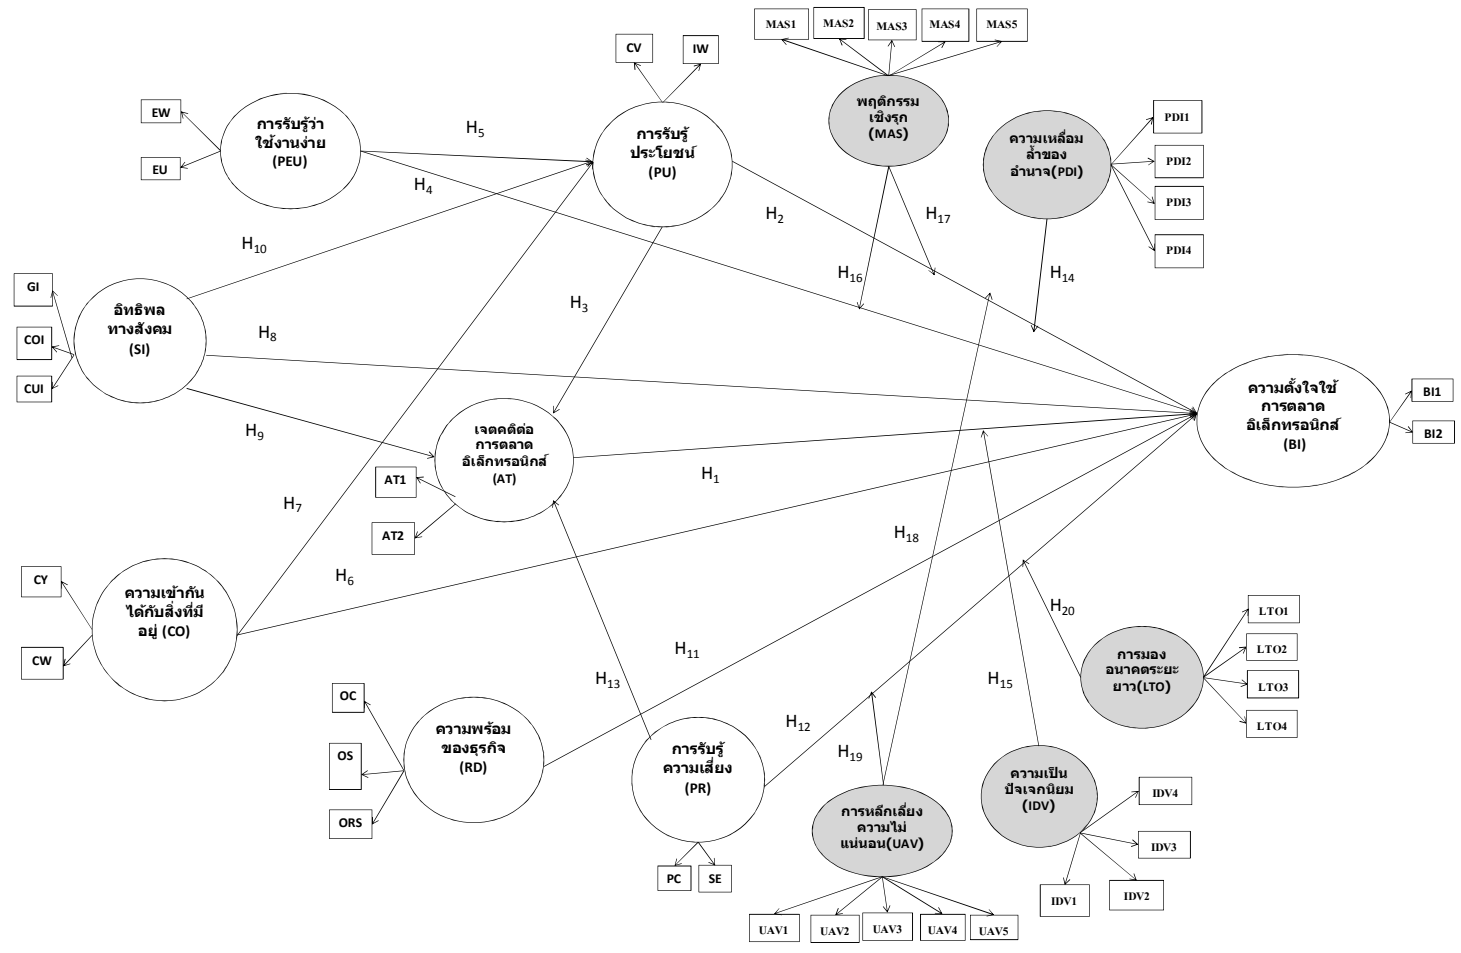 MAS1
MAS2
MAS3
MAS4
MAS5
CV
IW
พฤติกรรม
เชิงรุก
(MAS)
EW
EU
การรับรู้ว่า
ใช้งานง่าย
(PEU)
H5
H4
การรับรู้
ประโยชน์
(PU)
ความเหลื่อม
ล้ำของ
อำนาจ(PDI)
PDI1
PDI2
PDI3
PDI4
H2
H17
H10
H16
H14
GI
COI
CUI
อิทธิพล
ทางสังคม
(SI)
H3
H8
H9
เจตคติต่อ
การตลาด
อิเล็กทรอนิกส์
(AT)
AT1
AT2
ความตั้งใจใช้
การตลาด
อิเล็กทรอนิกส์
(BI)
BI1
BI2
H1
H7
H18
H6
CY
CW
ความเข้ากัน
ได้กับสิ่งที่มี
อยู่ (CO)
H20
LTO1
LTO2
LTO3
LTO4
การมอง
อนาคตระยะ
ยาว(LTO)
H11
H13
H15
H12
H19
OC
OS
ORS
ความพร้อม
ของธุรกิจ
(RD)
การรับรู้
ความเสี่ยง
(PR)
PC
SE
การหลีกเลี่ยง
ความไม่
แน่นอน(UAV)
ความเป็น
ปัจเจกนิยม
(IDV)
IDV4
IDV3
IDV1
IDV2
UAV1
UAV2
UAV3
UAV4
UAV5